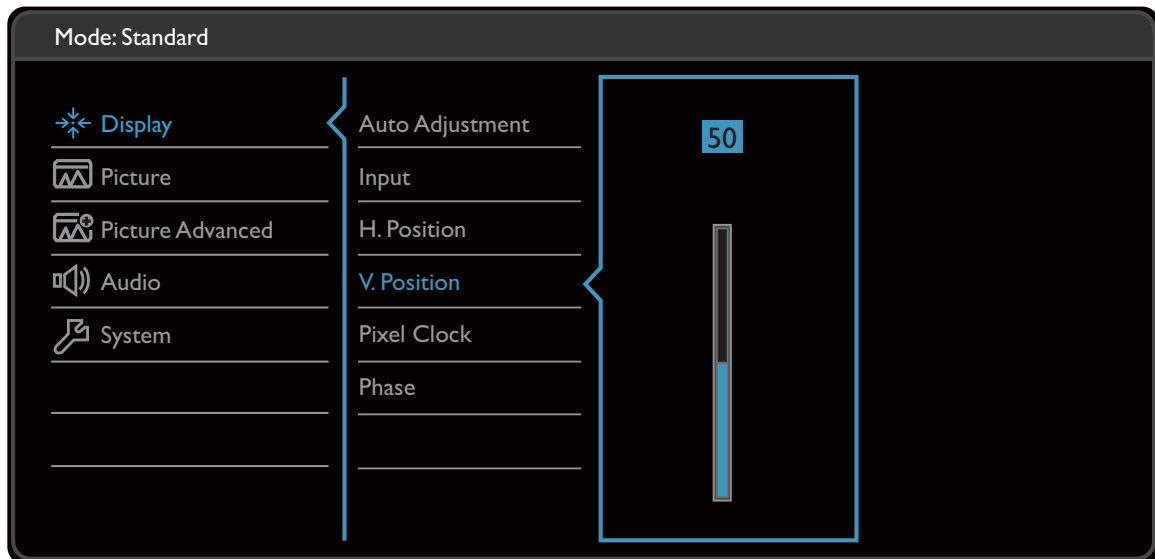 Mode: Standard
Display
Picture
Picture Advanced
Audio
System
Auto Adjustment
Input
H. Position
V. Position
Pixel Clock
Phase
50